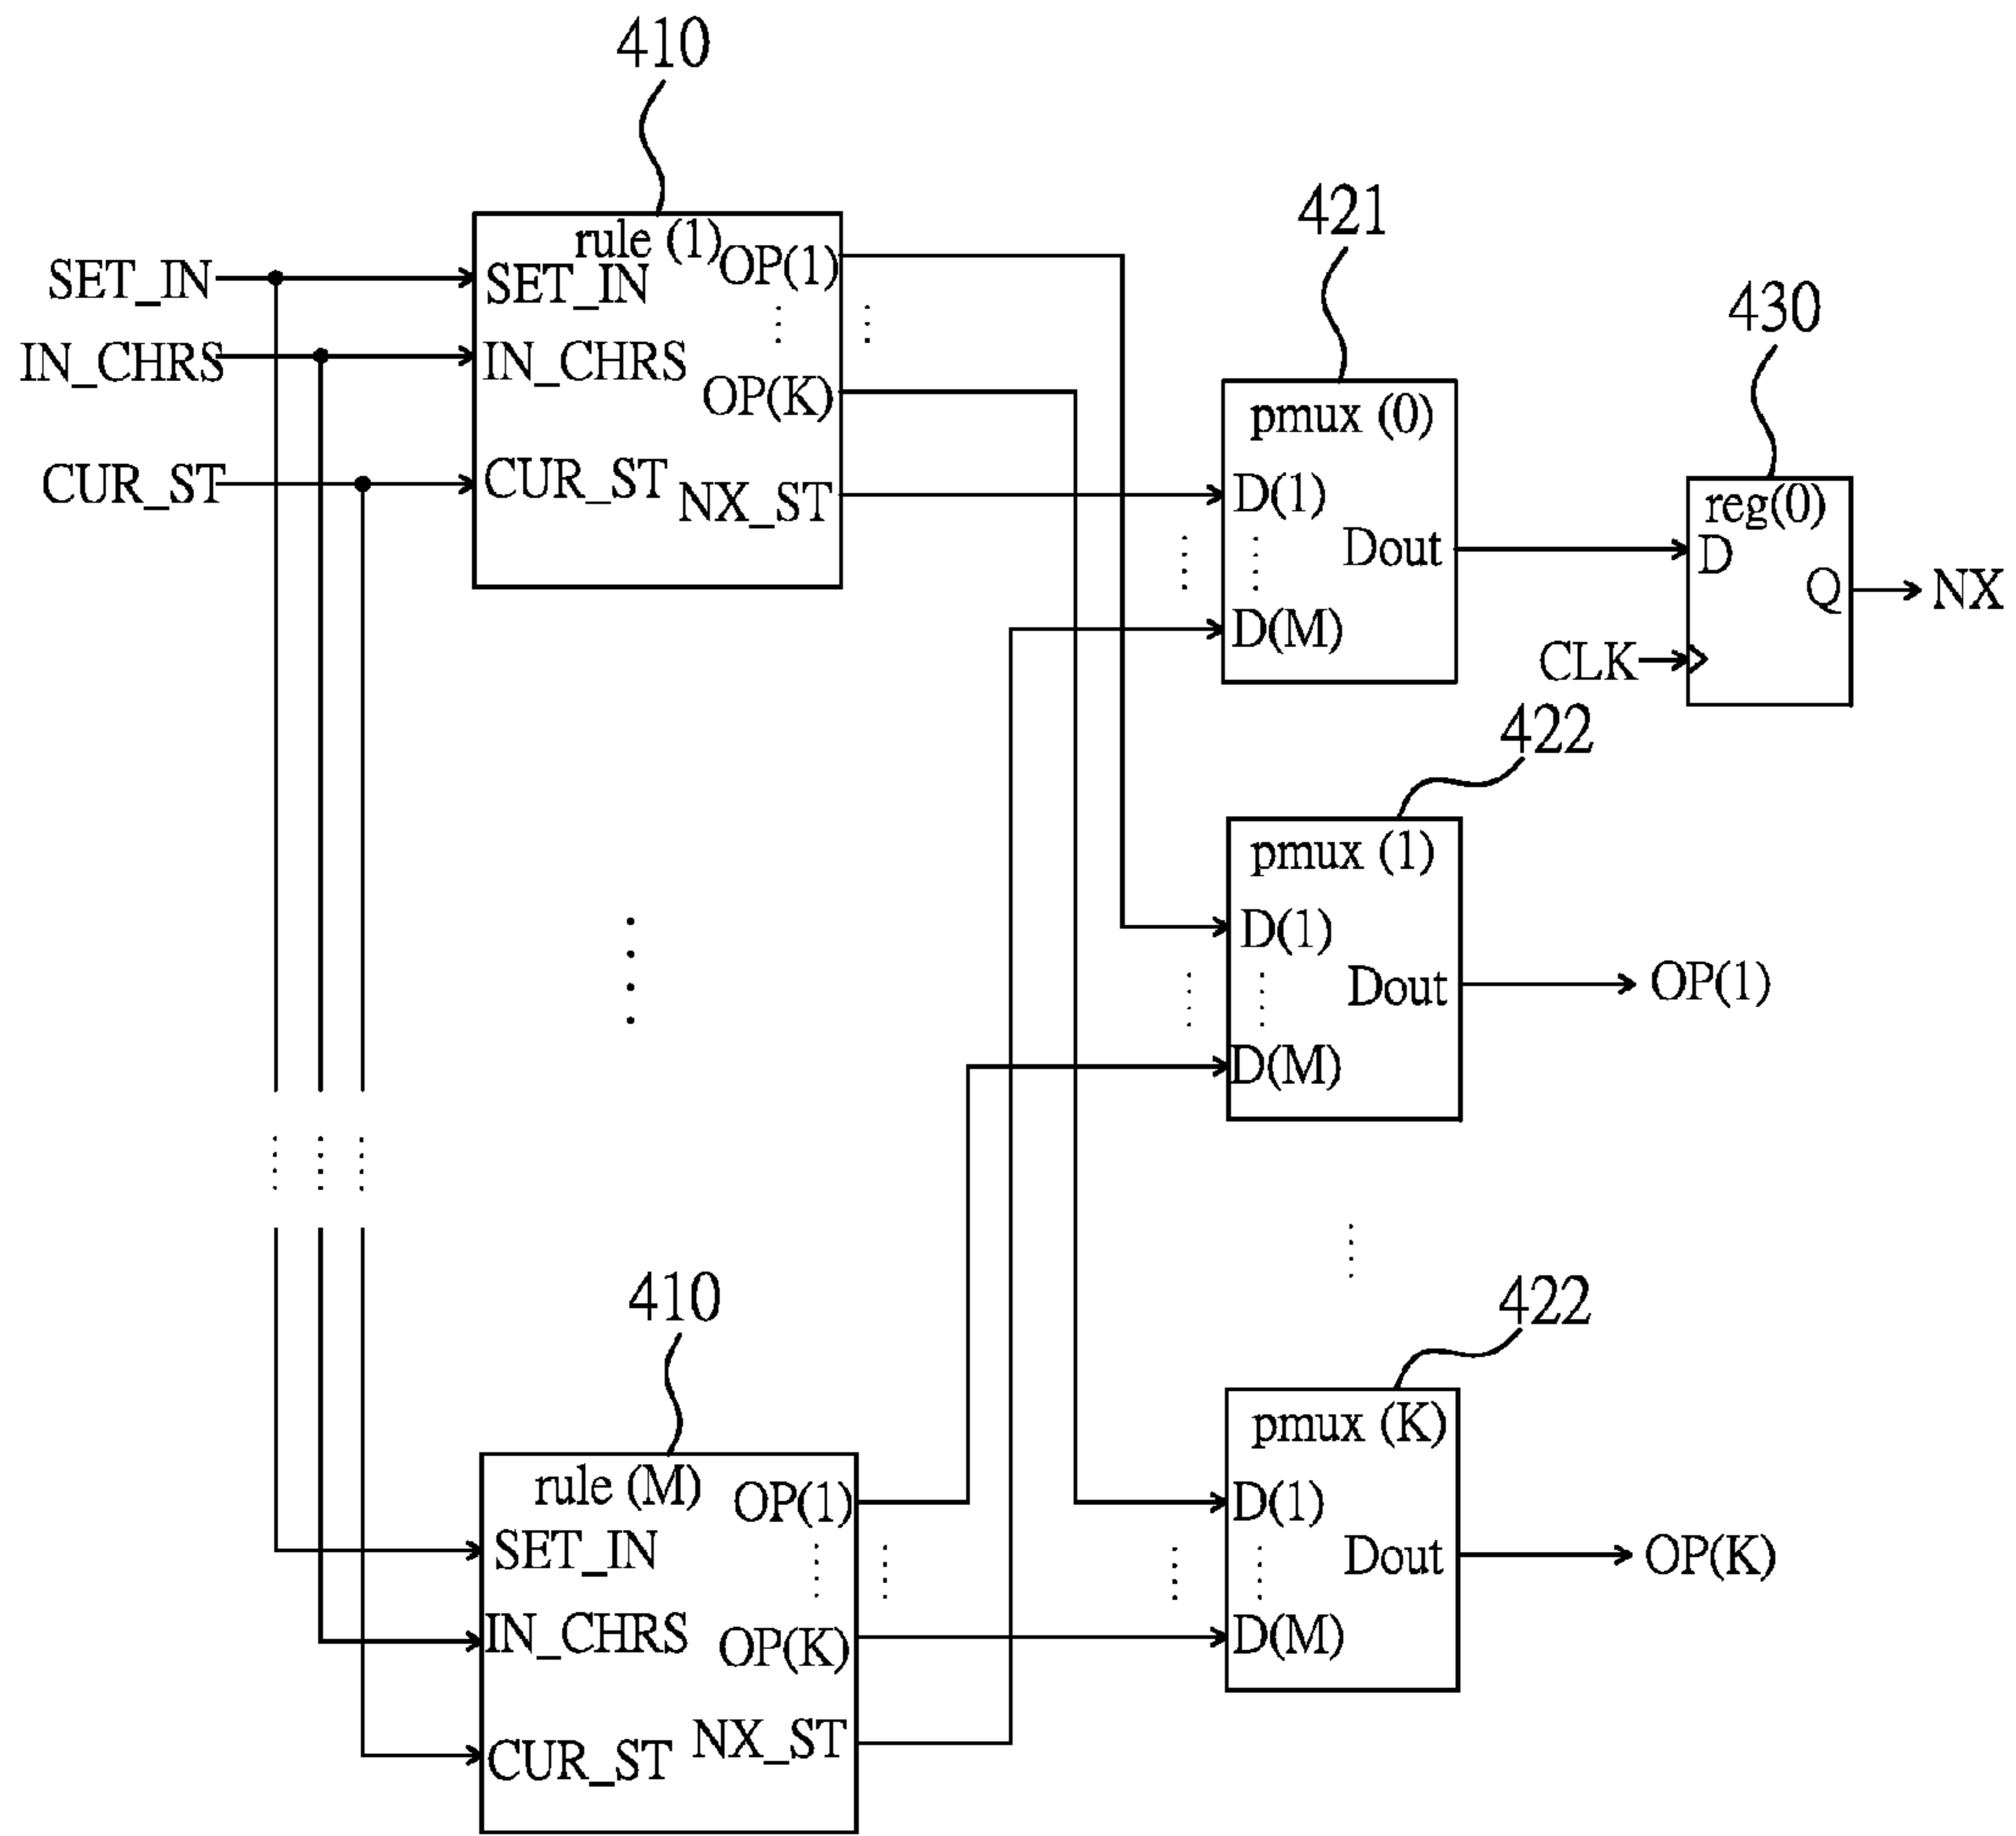 410
rule (1)
SET_IN
IN_CHRS
CUR_ST
SET_IN
IN_CHRS
CUR_ST
OP(1)
OP(K)
NX_ST
421
pmux (0)
D(1)
D(M)
Dout
430
reg(0)
D
Q
CLK
NX
422
pmux (1)
D(1)
D(M)
Dout
OP(1)
410
rule (M)
SET_IN
IN_CHRS
CUR_ST
OP(1)
OP(K)
NX_ST
422
pmux (K)
D(1)
D(M)
Dout
OP(K)